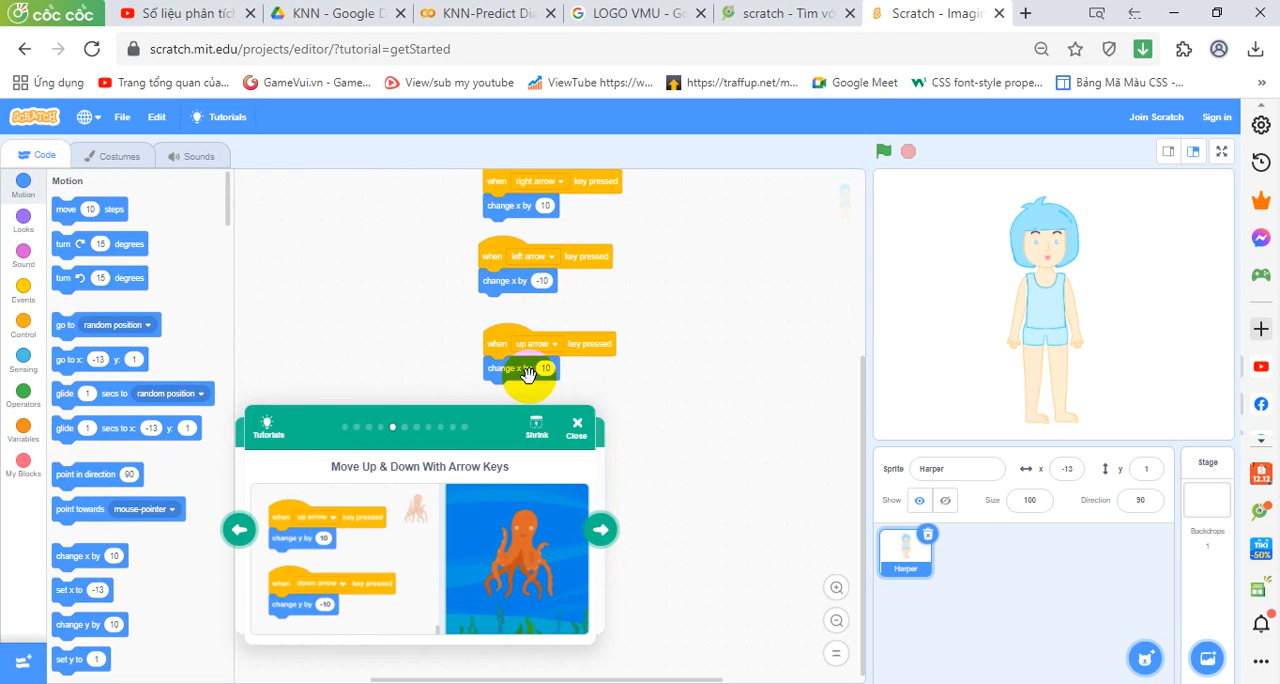 cốc cốc
Số liệu phân tích
KNN - Google D
KNN-Predict Dia
LOGO VMU - Go
scratch - Tìm vớ
Scratch - Imagin
scratch.mit.edu/projects/editor/?tutorial=getStarted
Ứng dụng
Trang tổng quan của...
GameVui.vn - Game...
View/sub my youtube
ViewTube https://w...
https://traffup.net/m...
Google Meet
CSS font-style prope...
Bảng Mã Màu CSS -...
SCRATCH
File
Edit
Tutorials
Join Scratch
Sign in
Code
Costumes
Sounds
Motion
Looks
Sound
Events
Control
Sensing
Operators
Variables
My Blocks
Motion
move 10 steps
turn 15 degrees
turn 15 degrees
go to random position
go to x: -13 y: 1
glide 1 secs to random position
glide 1 secs to x: -13 y: 1
point in direction 90
point towards mouse-pointer
change x by 10
set x to -13
change y by 10
set y to 1
when right arrow key pressed
change x by 10
when left arrow key pressed
change x by -10
when up arrow key pressed
change x by 10
Tutorials
Shrink
Close
Move Up & Down With Arrow Keys
when up arrow key pressed
change y by 10
when down arrow key pressed
change y by -10
Sprite Harper x -13 y 1
Show Size 100 Direction 90
Harper
Stage
Backdrops
1
12.12
TIKI
-50%